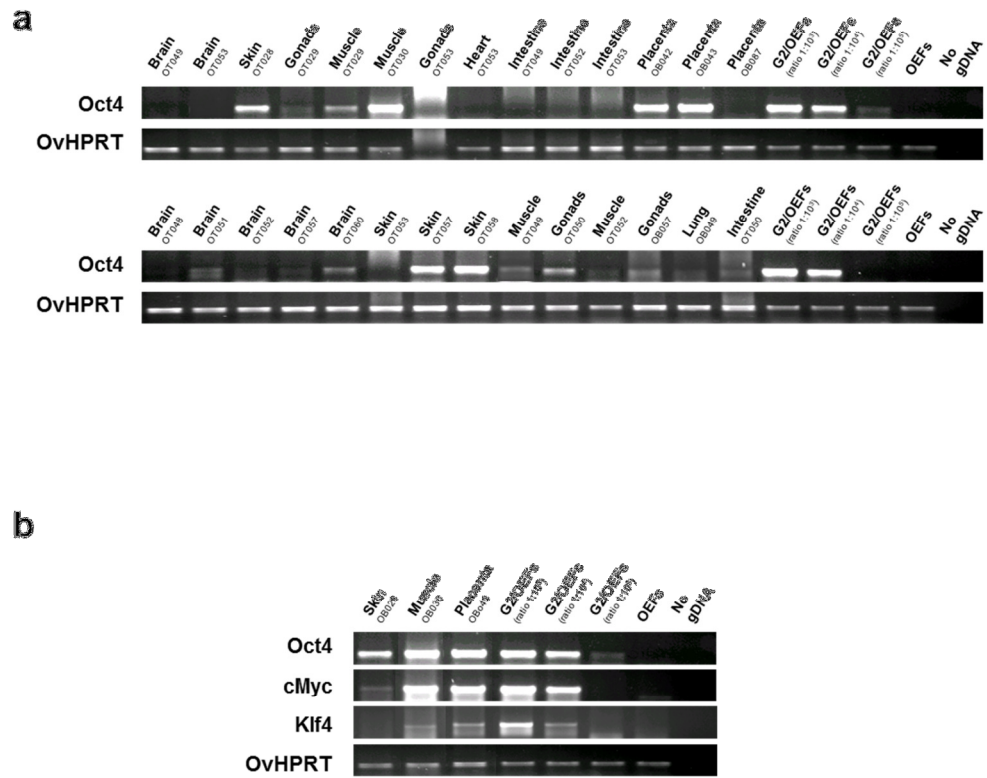 a
Brain OT049 Brain OT053 Skin OT028 Gonads OT029 Muscle OT029 Muscle OT030 Gonads OT053 Heart OT053 Intestine OT049 Intestine OT052 Intestine OT053 Placenta OB042 Placenta OB043 Placenta OB087 G2/OEFs (ratio 1:10³) G2/OEFs (ratio 1:10⁴) G2/OEFs OEFs No gDNA
Oct4
OvHPRT
Brain OT048 Brain OT051 Brain OT052 Brain OT057 Brain OT060 Skin OT053 Skin OT057 Skin OT058 Muscle OT049 Gonads OT050 Muscle OT052 Gonads OB057 Lung OB049 Intestine OT050 G2/OEFs (ratio 1:10³) G2/OEFs (ratio 1:10⁴) G2/OEFs OEFs No gDNA
Oct4
OvHPRT
b
Skin Muscle Placenta G2/OEFs G2/OEFs (ratio 1:10⁴) G2/OEFs OEFs No gDNA
Oct4
cMyc
Klf4
OvHPRT